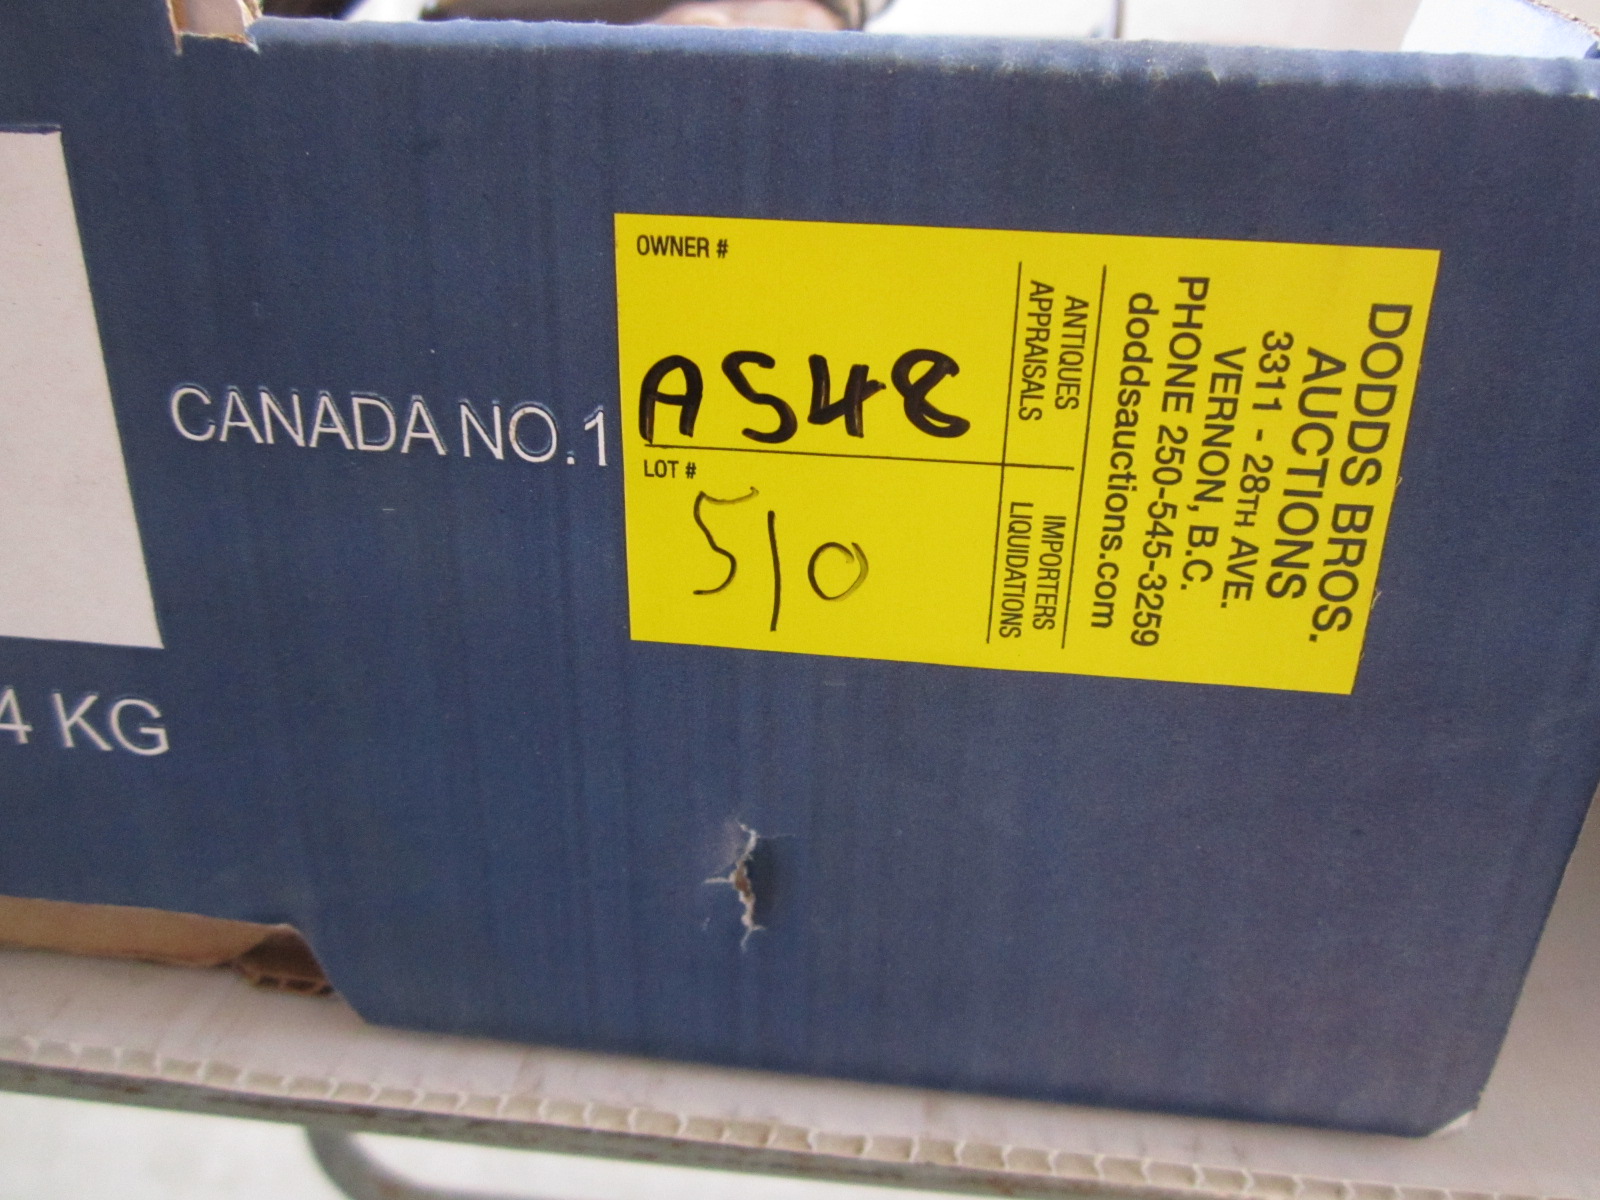 CANADA NO.1
4 KG
OWNER #
A548
LOT #
510
ANTIQUES
APPRAISALS
IMPORTERS
LIQUIDATIONS
DODDS BROS.
AUCTIONS
3311 - 28TH AVE.
VERNON, B.C.
PHONE 250-545-3259
doddsauctions.com